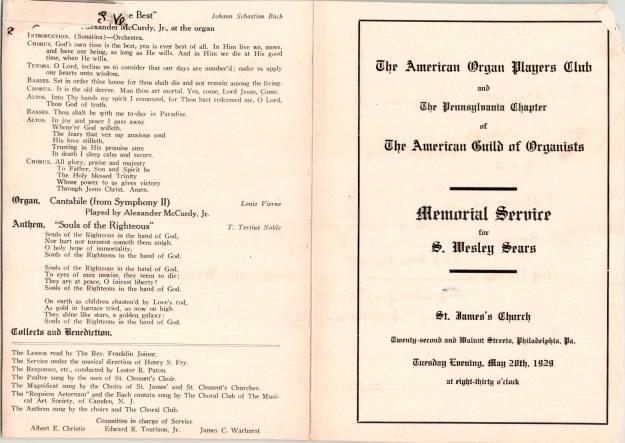 e Best"
Johann Sebastian Bach
Alexander McCurdy, Jr., at the organ
INTRODUCTION. (Sonatina)—Orchestra.
CHORUS. God's own time is the best, yea is ever best of all. In Him live we, move,
and have our being, as long as He wills. And in Him we die at His good
time, when He wills.
TENORS. O Lord, incline us to consider that our days are number'd; make us apply
our hearts unto wisdom.
BASSES. Set in order thine house for thou shalt die and not remain among the living.
CHORUS. It is the old decree. Man thou art mortal. Yea, come, Lord Jesus, Come.
ALTOS. Into Thy hands my spirit I commend, for Thou hast redeemed me, O Lord,
Thou God of truth.
BASSES. Thou shalt be with me to-day in Paradise.
ALTOS. In joy and peace I pass away
Whene'er God willeth.
The fears that vex my anxious soul
His love stilleth.
Trusting in His promise sure
In death I sleep calm and secure.
CHORUS. All glory, praise and majesty
To Father, Son and Spirit be
The Holy blessed Trinity
Whose power to us gives victory
Through Jesus Christ. Amen.
Organ, Cantabile (from Symphony II) Louis Vierne
Played by Alexander McCurdy, Jr.
Anthem, "Souls of the Righteous" T. Tertius Noble
Souls of the Righteous in the hand of God,
Nor hurt nor torment cometh them anigh.
O holy hope of immortality,
Souls of the Righteous in the hand of God.
Souls of the Righteous in the hand of God,
To eyes of men unwise, they seem to die;
They are at peace, O fairest liberty!
Souls of the Righteous in the hand of God.
On earth as children chasten'd by Love's rod,
As gold in furnace tried, so now on high
They shine like stars, a golden galaxy:
Souls of the Righteous in the hand of God.
Collects and Benediction.
The Lesson read by The Rev. Franklin Joiner.
The Service under the musical direction of Henry S. Fry.
The Responses, etc., conducted by Lester R. Paton.
The Psalter sung by the men of St. Clement's Choir.
The Magnificat sung by the Choirs of St. James' and St. Clement's Churches.
The "Requiem Aeternam" and the Bach cantata sung by The Choral Club of The Musi-
cal Art Society, of Camden, N. J.
The Anthem sung by the choirs and The Choral Club.
Committee in charge of Service
Albert E. Christie Edward R. Tourison, Jr. James C. Warhurst
The American Organ Players Club
and
The Pennsylvania Chapter
of
The American Guild of Organists
Memorial Service
for
S. Wesley Sears
St. James's Church
Twenty-second and Walnut Streets, Philadelphia, Pa.
Tuesday Evening, May 28th, 1929
at eight-thirty o'clock